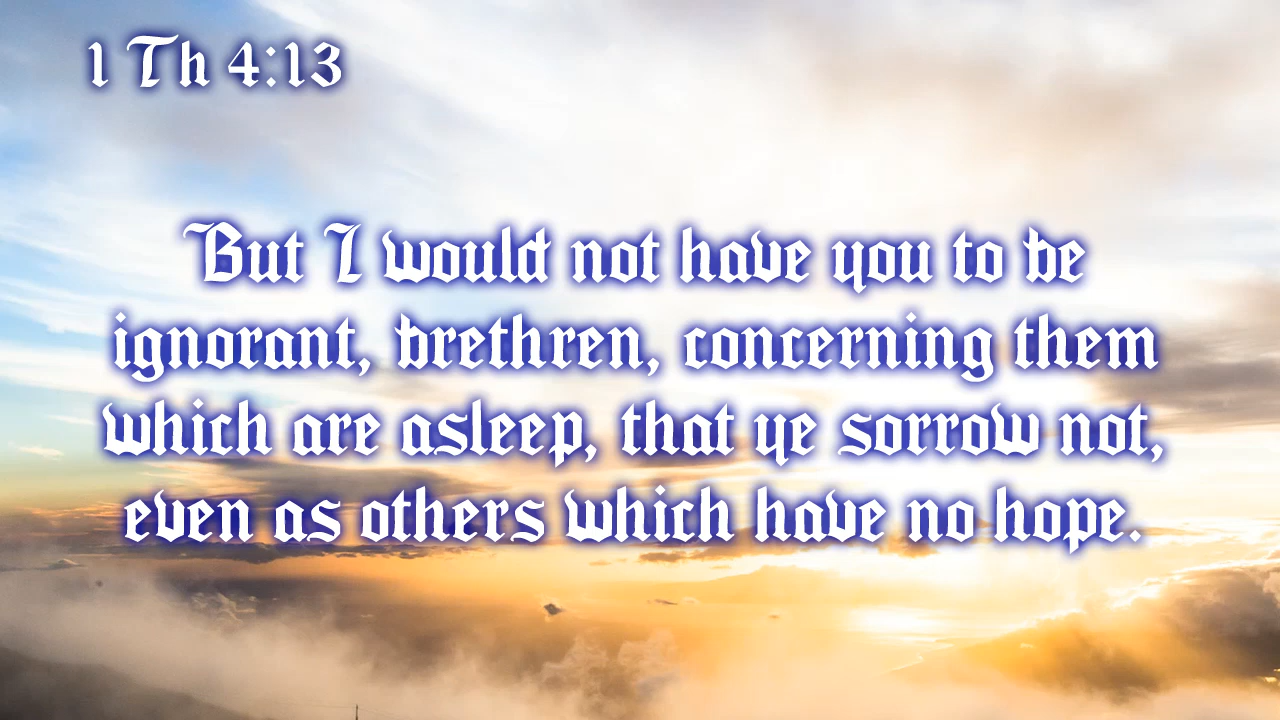 1 Th 4:13
But I would not have you to be
ignorant, brethren, concerning them
which are asleep, that ye sorrow not,
even as others which have no hope.